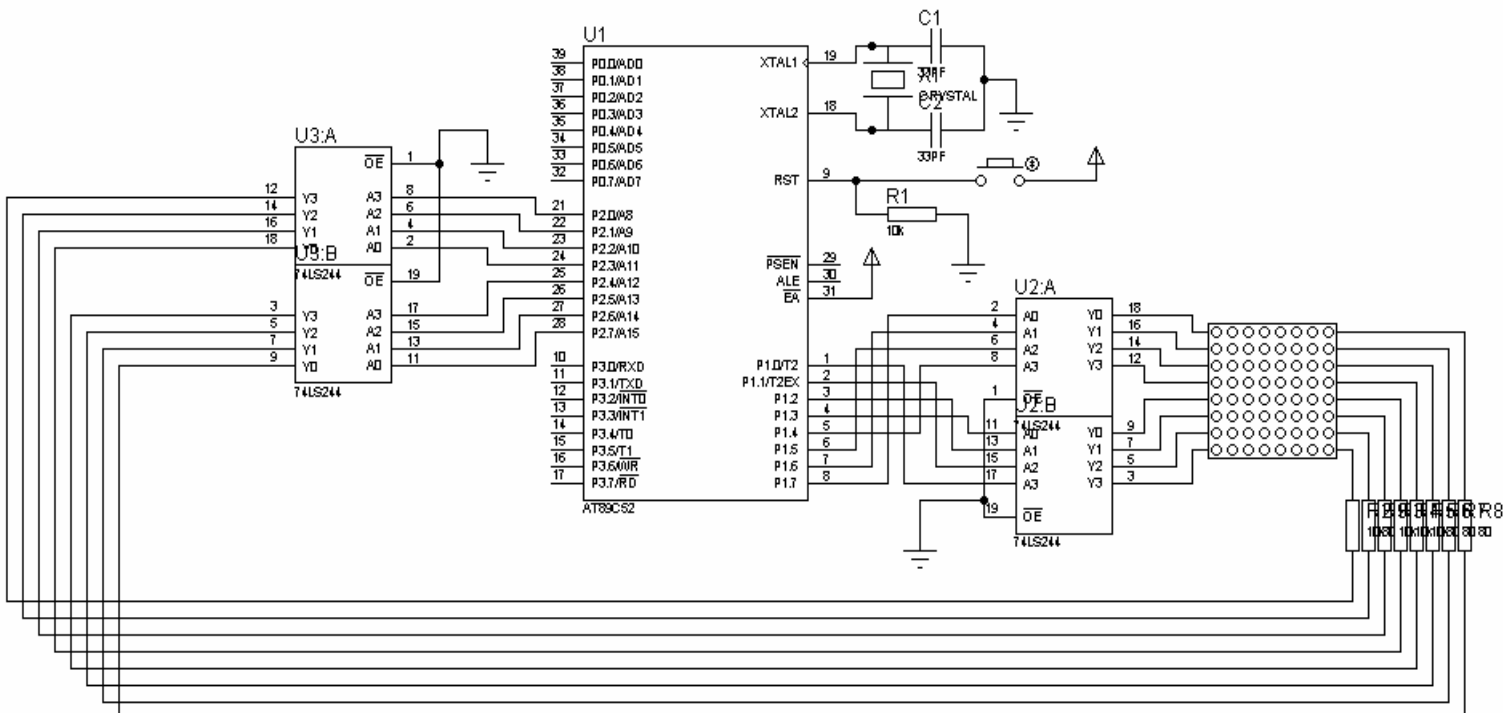 U3:A
OE 1
12 Y3 A3 8
14 Y2 A2 6
16 Y1 A1 4
18 Y0 A0 2
74LS244
U3:B
OE 19
3 Y3 A3 17
5 Y2 A2 15
7 Y1 A1 13
9 Y0 A0 11
74LS244
U1
39 P0.0/AD0
38 P0.1/AD1
37 P0.2/AD2
36 P0.3/AD3
35 P0.4/AD4
34 P0.5/AD5
33 P0.6/AD6
32 P0.7/AD7
21 P2.0/A8
22 P2.1/A9
23 P2.2/A10
24 P2.3/A11
25 P2.4/A12
26 P2.5/A13
27 P2.6/A14
28 P2.7/A15
10 P3.0/RXD
11 P3.1/TXD
12 P3.2/INT0
13 P3.3/INT1
14 P3.4/T0
15 P3.5/T1
16 P3.6/WR
17 P3.7/RD
XTAL1 19
XTAL2 18
RST 9
PSEN 29
ALE 30
EA 31
P1.0/T2 1
P1.1/T2EX 2
P1.2 3
P1.3 4
P1.4 5
P1.5 6
P1.6 7
P1.7 8
AT89C52
C1
33PF
X1
CRYSTAL
C2
33PF
R1
10k
U2:A
2 A0 Y0 18
4 A1 Y1 16
6 A2 Y2 14
8 A3 Y3 12
1 OE
74LS244
U2:B
11 A0 Y0 9
13 A1 Y1 7
15 A2 Y2 5
17 A3 Y3 3
19 OE
74LS244
R8
80